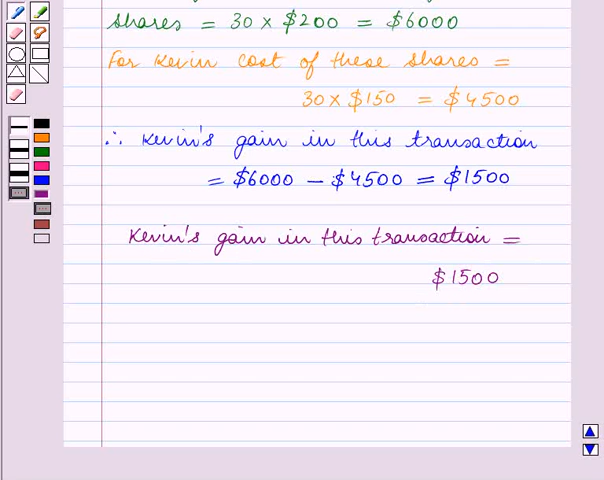 shares = 30 x $200 = $6000
For Kevin cost of these shares =
30 x $150 = $4500
∴ Kevin's gain in this transaction
= $6000 - $4500 = $1500
Kevin's gain in this transaction =
$1500